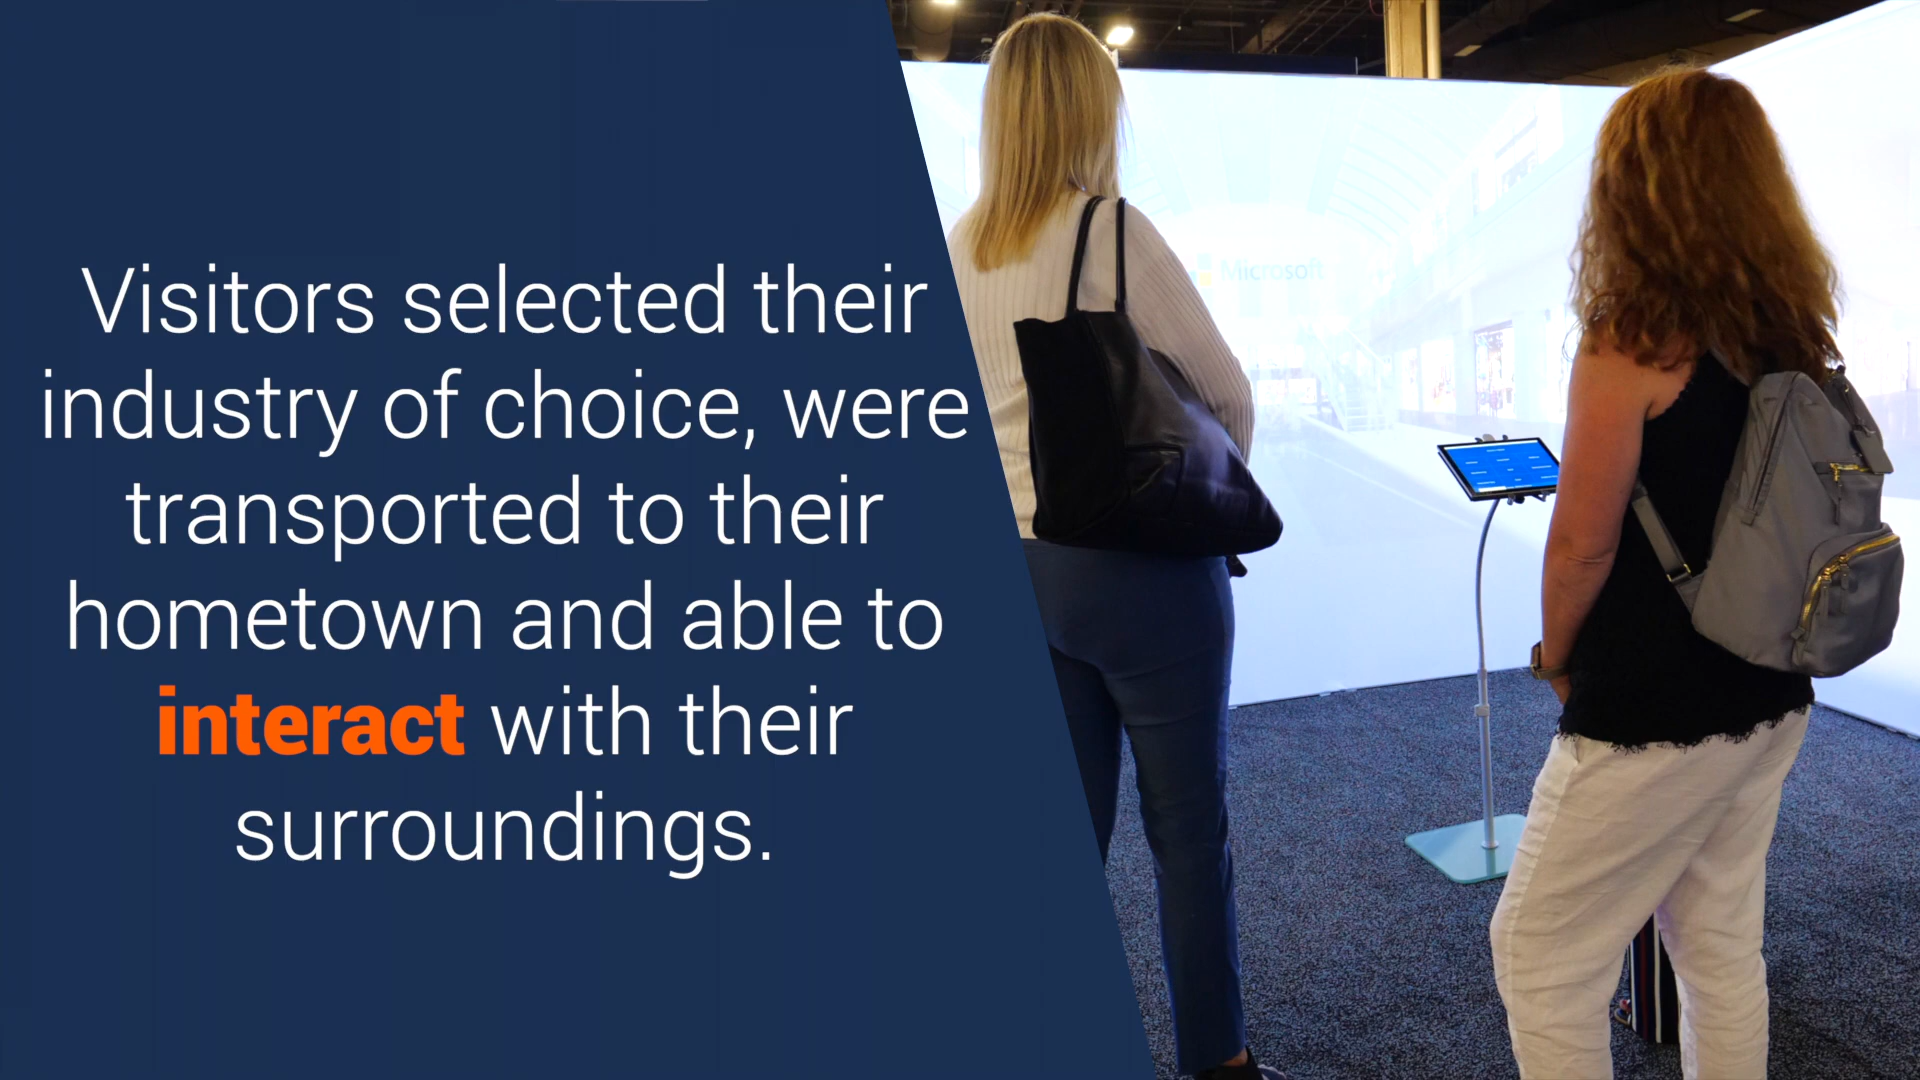 Visitors selected their
industry of choice, were
transported to their
hometown and able to
interact with their
surroundings.
Microsoft